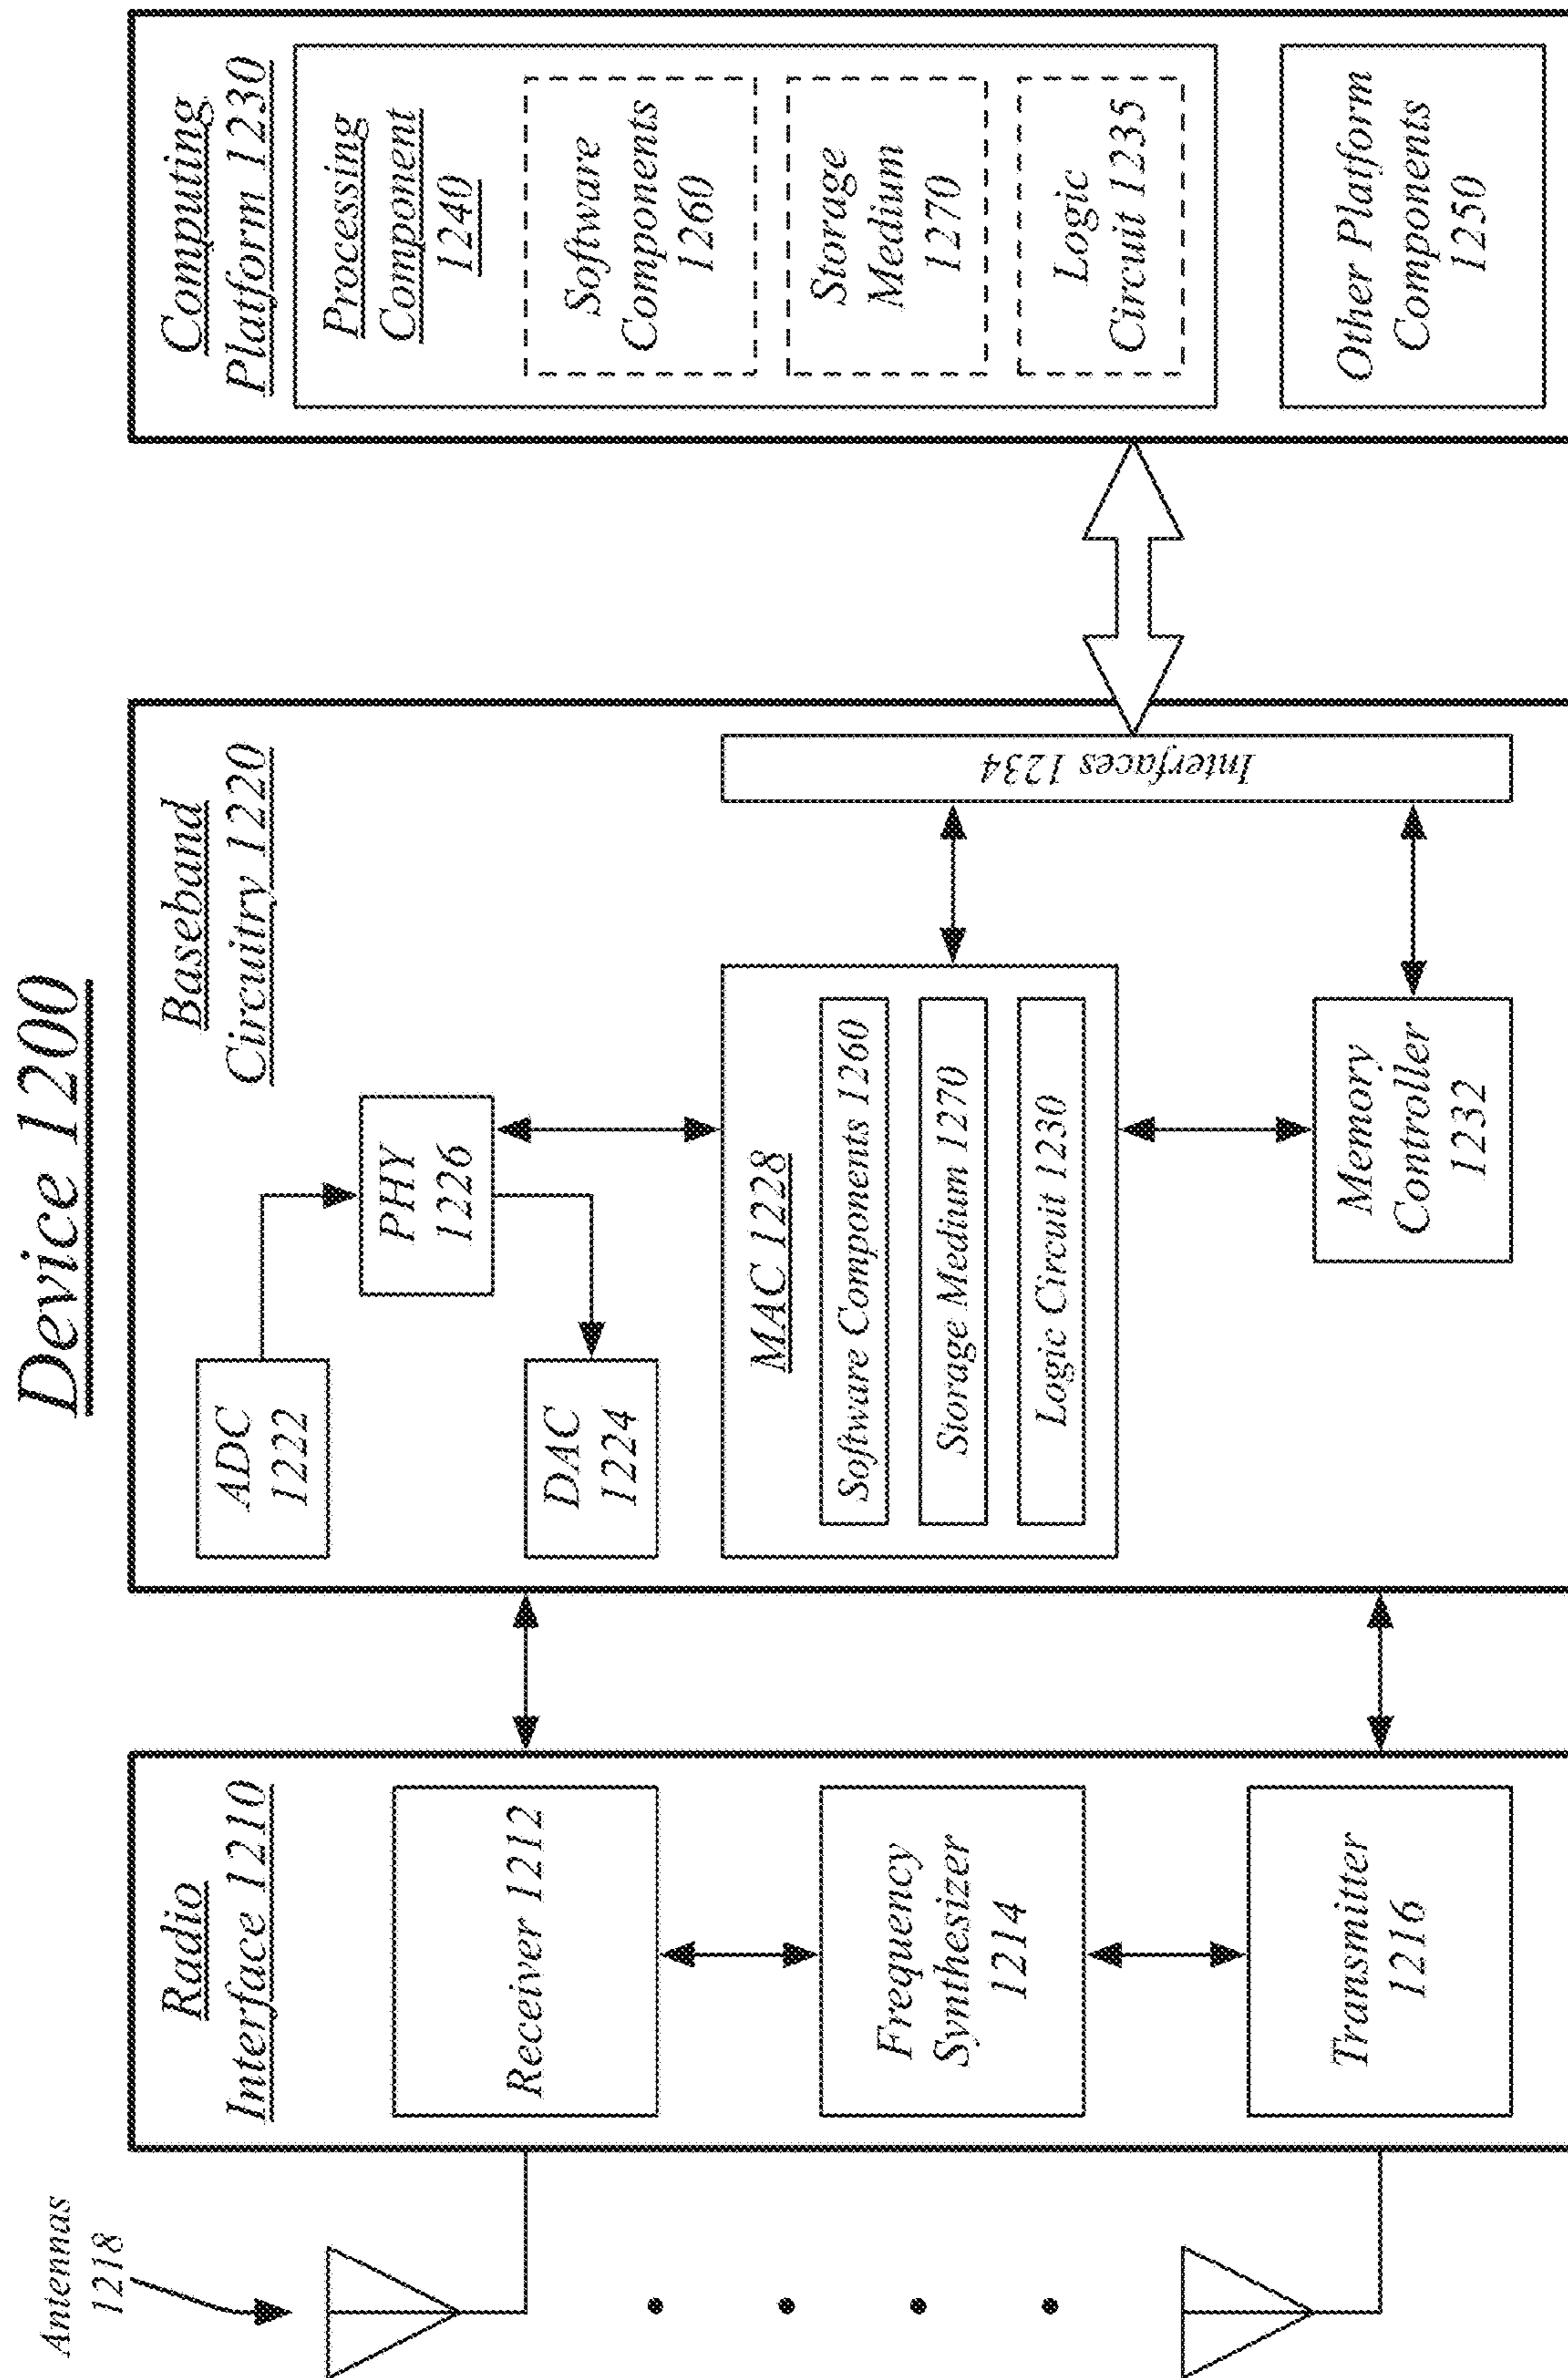 Device 1200
Antennas
1218
Radio
Interface 1210
Receiver 1212
Frequency
Synthesizer
1214
Transmitter
1216
Baseband
Circuitry 1220
ADC
1222
PHY
1226
DAC
1224
MAC 1228
Software Components 1260
Storage Medium 1270
Logic Circuit 1230
Memory
Controller
1232
Interfaces 1234
Computing
Platform 1230
Processing
Component
1240
Software
Components
1260
Storage
Medium
1270
Logic
Circuit 1235
Other Platform
Components
1250